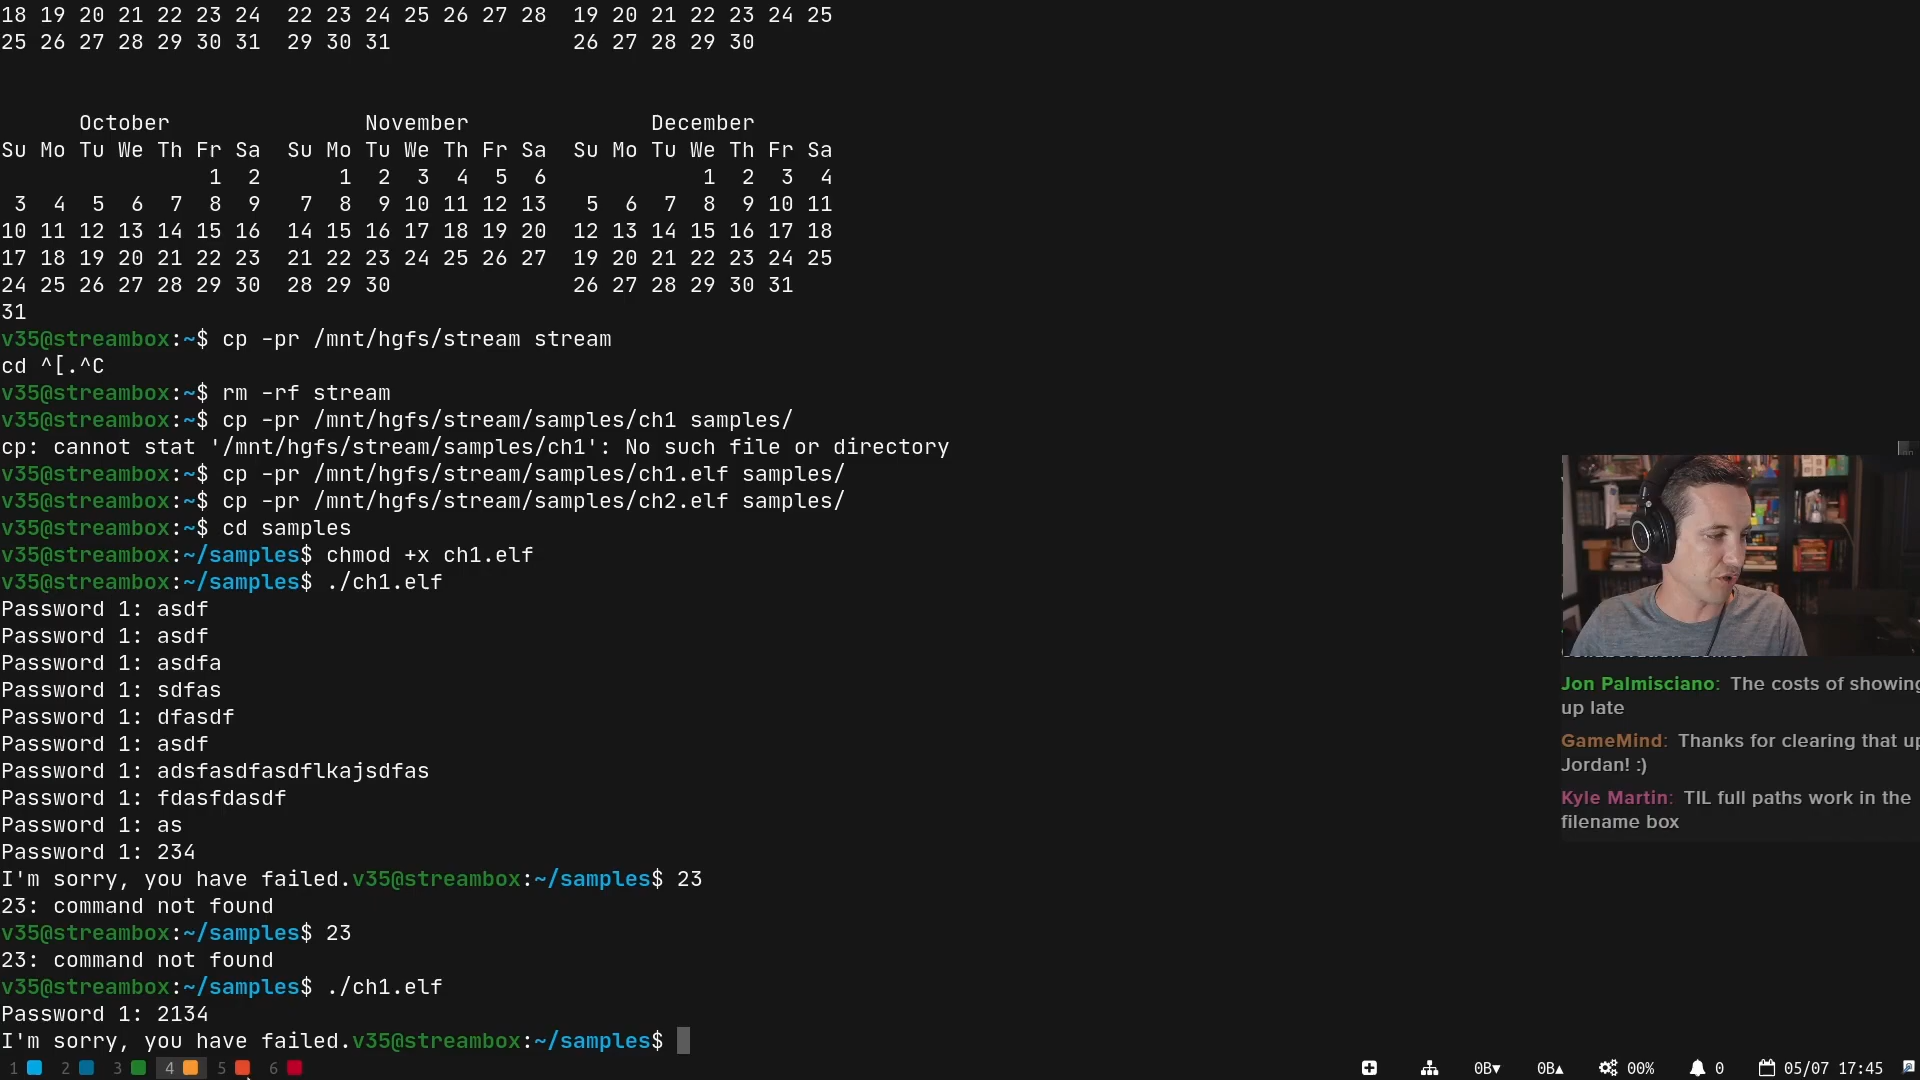 18 19 20 21 22 23 24  22 23 24 25 26 27 28  19 20 21 22 23 24 25
25 26 27 28 29 30 31  29 30 31              26 27 28 29 30
      October               November              December
Su Mo Tu We Th Fr Sa  Su Mo Tu We Th Fr Sa  Su Mo Tu We Th Fr Sa
                1  2      1  2  3  4  5  6            1  2  3  4
 3  4  5  6  7  8  9   7  8  9 10 11 12 13   5  6  7  8  9 10 11
10 11 12 13 14 15 16  14 15 16 17 18 19 20  12 13 14 15 16 17 18
17 18 19 20 21 22 23  21 22 23 24 25 26 27  19 20 21 22 23 24 25
24 25 26 27 28 29 30  28 29 30              26 27 28 29 30 31
31
v35@streambox:~$ cp -pr /mnt/hgfs/stream stream
cd ^[.^C
v35@streambox:~$ rm -rf stream
v35@streambox:~$ cp -pr /mnt/hgfs/stream/samples/ch1 samples/
cp: cannot stat '/mnt/hgfs/stream/samples/ch1': No such file or directory
v35@streambox:~$ cp -pr /mnt/hgfs/stream/samples/ch1.elf samples/
v35@streambox:~$ cp -pr /mnt/hgfs/stream/samples/ch2.elf samples/
v35@streambox:~$ cd samples
v35@streambox:~/samples$ chmod +x ch1.elf
v35@streambox:~/samples$ ./ch1.elf
Password 1: asdf
Password 1: asdf
Password 1: asdfa
Password 1: sdfas
Password 1: dfasdf
Password 1: asdf
Password 1: adsfasdfasdflkajsdfas
Password 1: fdasfdasdf
Password 1: as
Password 1: 234
I'm sorry, you have failed.v35@streambox:~/samples$ 23
23: command not found
v35@streambox:~/samples$ 23
23: command not found
v35@streambox:~/samples$ ./ch1.elf
Password 1: 2134
I'm sorry, you have failed.v35@streambox:~/samples$
Jon Palmisciano: The costs of showing
up late
GameMind: Thanks for clearing that up
Jordan! :)
Kyle Martin: TIL full paths work in the
filename box
1 2 3 4 5 6 0B▾ 0B▴ 00% 0 05/07 17:45